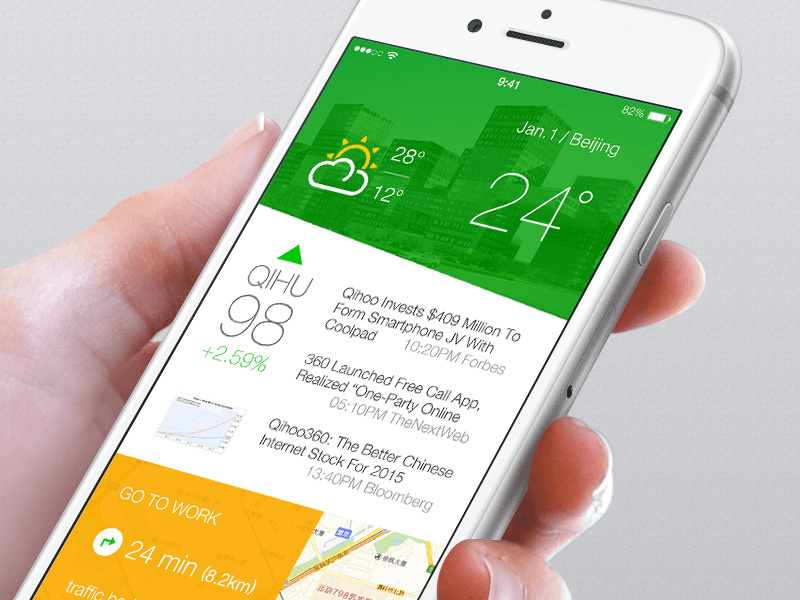 9:41
82%
Jan.1 / Beijing
28°
12°
24°
QIHU
98
+2.59%
Qihoo Invests $409 Million To
Form Smartphone JV With
Coolpad 10:20PM Forbes
360 Launched Free Call App,
Realized "One-Party Online
05:10PM TheNextWeb
Qihoo360: The Better Chinese
Internet Stock For 2015
13:40PM Bloomberg
GO TO WORK
24 min (8.2km)
traffic